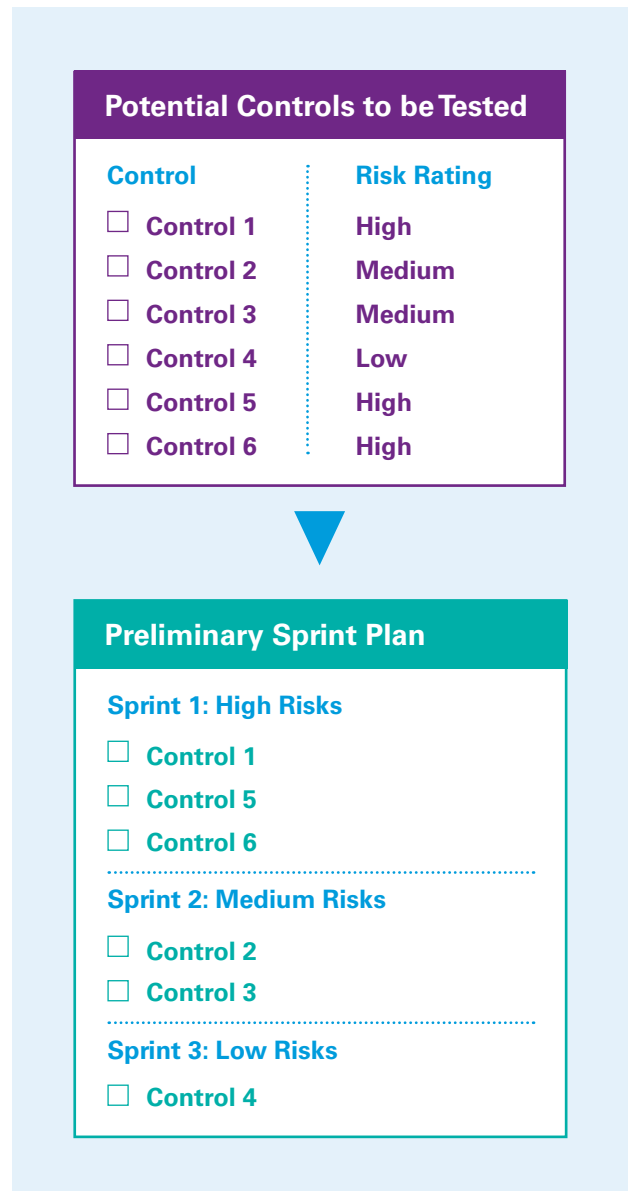 Potential Controls to be Tested
Control Risk Rating
Control 1 High
Control 2 Medium
Control 3 Medium
Control 4 Low
Control 5 High
Control 6 High
Preliminary Sprint Plan
Sprint 1: High Risks
Control 1
Control 5
Control 6
Sprint 2: Medium Risks
Control 2
Control 3
Sprint 3: Low Risks
Control 4